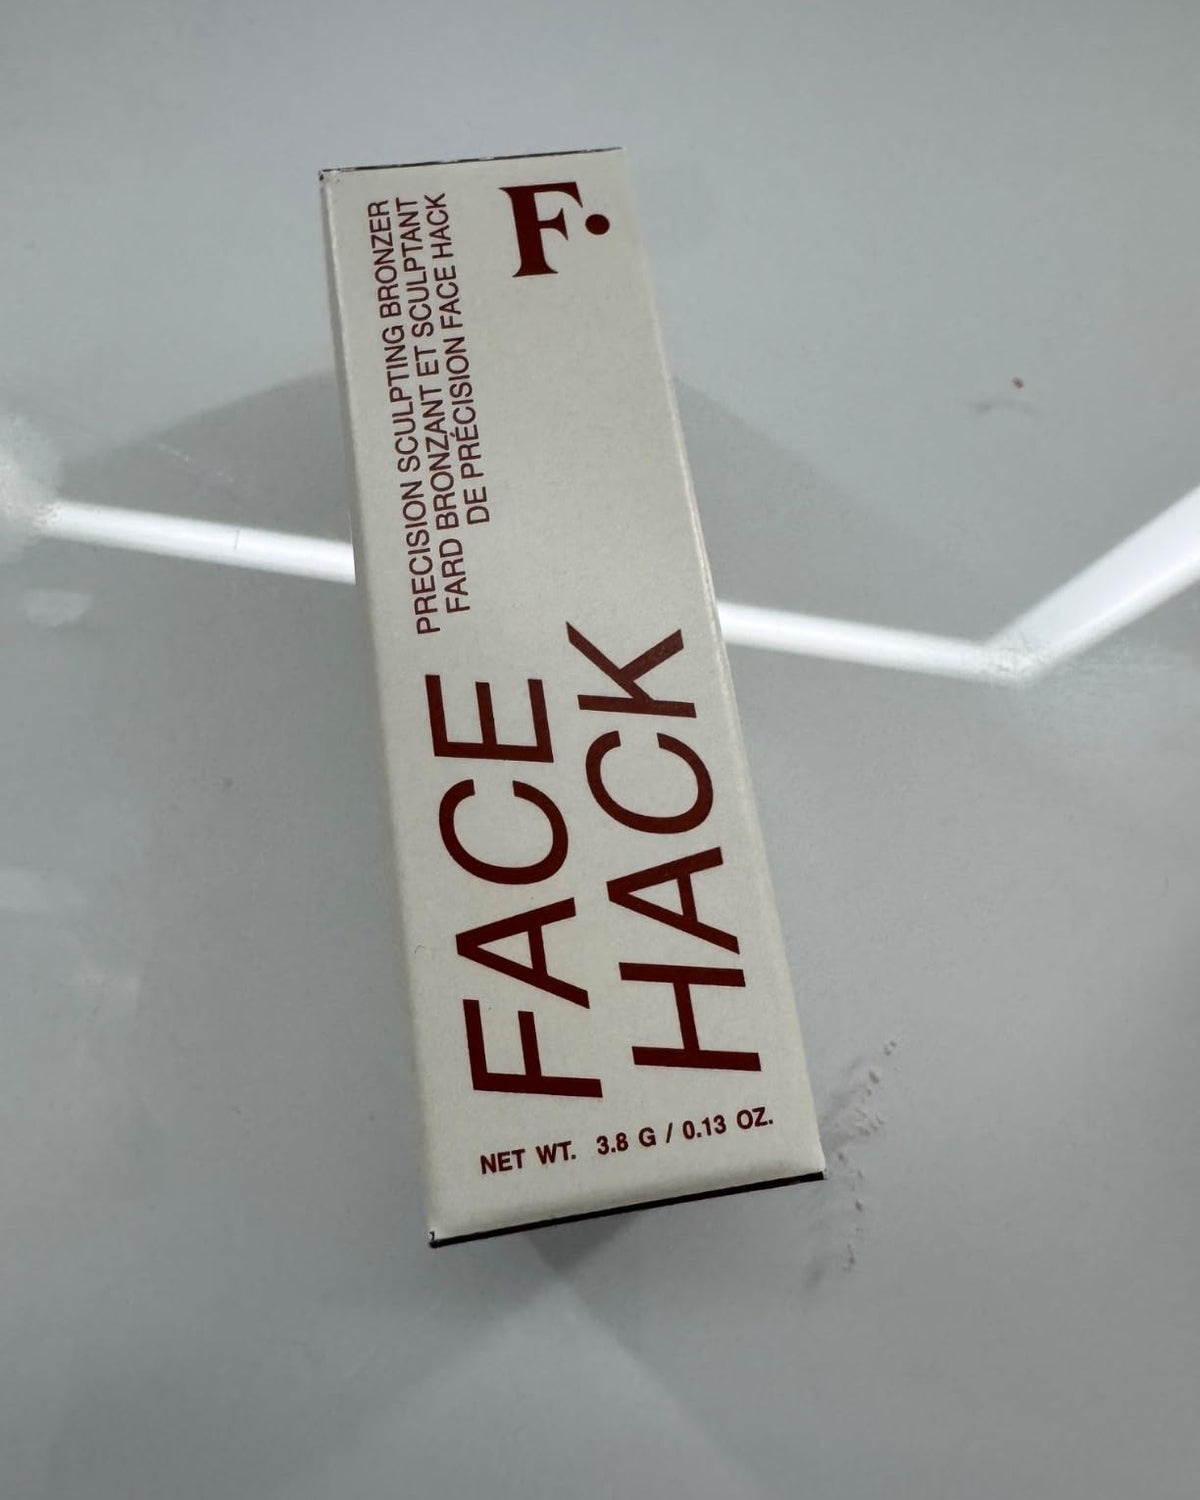 F.
PRECISION SCULPTING BRONZER
FARD BRONZANT ET SCULPTANT
DE PRÉCISION FACE HACK
FACE
HACK
NET WT. 3.8 G / 0.13 OZ.